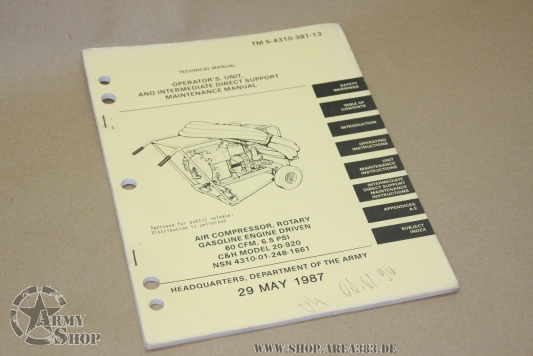 TM 5-4310-381-13
TECHNICAL MANUAL
OPERATOR'S, UNIT,
AND INTERMEDIATE DIRECT SUPPORT
MAINTENANCE MANUAL
SAFETY
WARNINGS
TABLE OF
CONTENTS
INTRODUCTION
OPERATING
INSTRUCTIONS
UNIT
MAINTENANCE
INSTRUCTIONS
INTERMEDIATE
DIRECT SUPPORT
MAINTENANCE
INSTRUCTIONS
APPENDICES
A-E
SUBJECT
INDEX
Approved for public release:
Distribution is unlimited
AIR COMPRESSOR, ROTARY
GASOLINE ENGINE DRIVEN
60 CFM, 6.5 PSI
C&H MODEL 20-920
NSN 4310-01-248-1661
HEADQUARTERS, DEPARTMENT OF THE ARMY
29 MAY 1987
ARMY
SHOP
WWW.SHOP.AREA383.DE